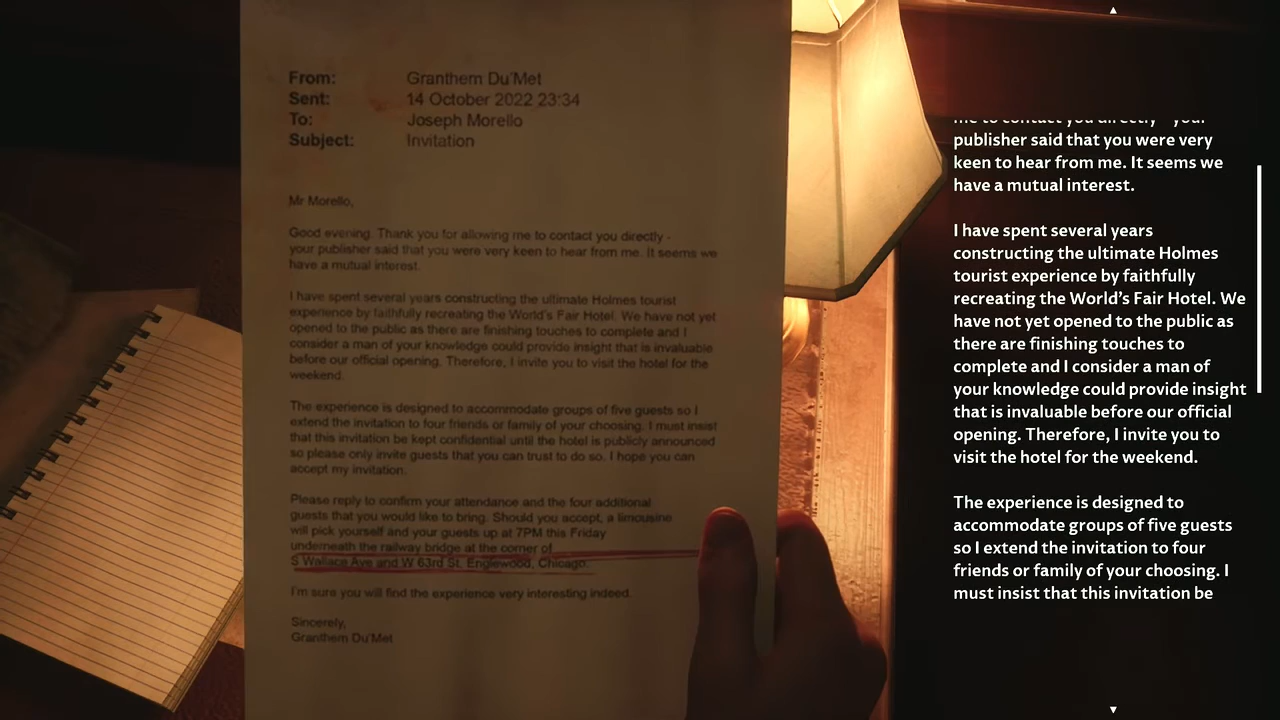 From: Granthem Du'Met
Sent: 14 October 2022 23:34
To: Joseph Morello
Subject: Invitation
Mr Morello,
Good evening. Thank you for allowing me to contact you directly -
your publisher said that you were very keen to hear from me. It seems we
have a mutual interest.
I have spent several years constructing the ultimate Holmes tourist
experience by faithfully recreating the World's Fair Hotel. We have not yet
opened to the public as there are finishing touches to complete and I
consider a man of your knowledge could provide insight that is invaluable
before our official opening. Therefore, I invite you to visit the hotel for the
weekend.
The experience is designed to accommodate groups of five guests so I
extend the invitation to four friends or family of your choosing. I must insist
that this invitation be kept confidential until the hotel is publicly announced
so please only invite guests that you can trust to do so. I hope you can
accept my invitation.
Please reply to confirm your attendance and the four additional
guests that you would like to bring. Should you accept, a limousine
will pick yourself and your guests up at 7PM this Friday
underneath the railway bridge at the corner of
S Wallace Ave and W 63rd St. Englewood, Chicago.
I'm sure you will find the experience very interesting indeed.
Sincerely,
Granthem Du'Met
me to contact you directly - your
publisher said that you were very
keen to hear from me. It seems we
have a mutual interest.
I have spent several years
constructing the ultimate Holmes
tourist experience by faithfully
recreating the World's Fair Hotel. We
have not yet opened to the public as
there are finishing touches to
complete and I consider a man of
your knowledge could provide insight
that is invaluable before our official
opening. Therefore, I invite you to
visit the hotel for the weekend.
The experience is designed to
accommodate groups of five guests
so I extend the invitation to four
friends or family of your choosing. I
must insist that this invitation be